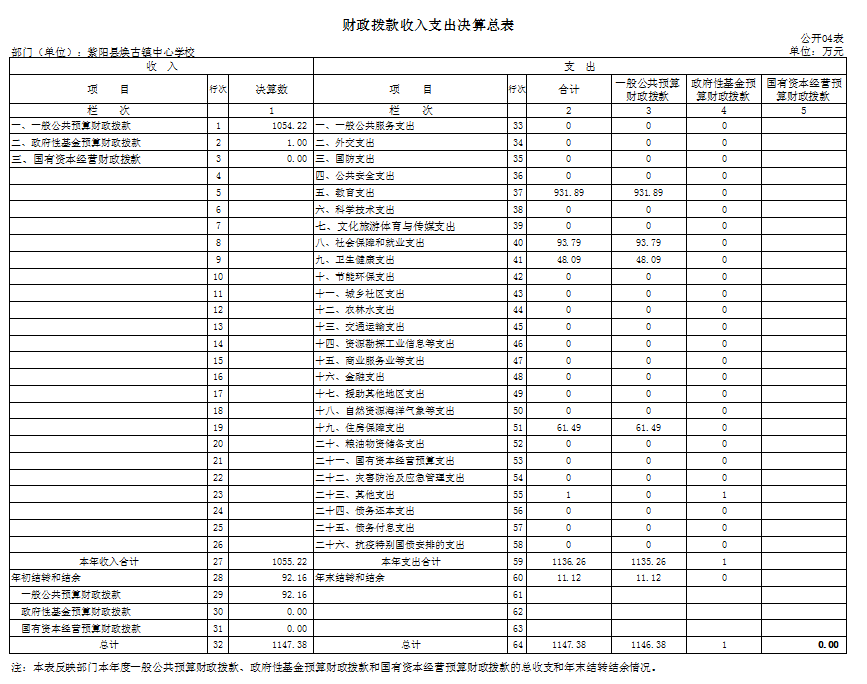 财政拨款收入支出决算总表
公开04表
部门（单位）：紫阳县焕古镇中心学校 单位：万元
收 入 支 出
项 目 行次 决算数 项 目 行次 合计 一般公共预算财政拨款 政府性基金预算财政拨款 国有资本经营预算财政拨款
栏 次 1 栏 次 2 3 4 5
一、一般公共预算财政拨款 1 1054.22 一、一般公共服务支出 33 0 0 0
二、政府性基金预算财政拨款 2 1.00 二、外交支出 34 0 0 0
三、国有资本经营财政拨款 3 0.00 三、国防支出 35 0 0 0
4 四、公共安全支出 36 0 0 0
5 五、教育支出 37 931.89 931.89 0
6 六、科学技术支出 38 0 0 0
7 七、文化旅游体育与传媒支出 39 0 0 0
8 八、社会保障和就业支出 40 93.79 93.79 0
9 九、卫生健康支出 41 48.09 48.09 0
10 十、节能环保支出 42 0 0 0
11 十一、城乡社区支出 43 0 0 0
12 十二、农林水支出 44 0 0 0
13 十三、交通运输支出 45 0 0 0
14 十四、资源勘探工业信息等支出 46 0 0 0
15 十五、商业服务业等支出 47 0 0 0
16 十六、金融支出 48 0 0 0
17 十七、援助其他地区支出 49 0 0 0
18 十八、自然资源海洋气象等支出 50 0 0 0
19 十九、住房保障支出 51 61.49 61.49 0
20 二十、粮油物资储备支出 52 0 0 0
21 二十一、国有资本经营预算支出 53 0 0 0
22 二十二、灾害防治及应急管理支出 54 0 0 0
23 二十三、其他支出 55 1 0 1
24 二十四、债务还本支出 56 0 0 0
25 二十五、债务付息支出 57 0 0 0
26 二十六、抗疫特别国债安排的支出 58 0 0 0
本年收入合计 27 1055.22 本年支出合计 59 1136.26 1135.26 1
年初结转和结余 28 92.16 年末结转和结余 60 11.12 11.12 0
一般公共预算财政拨款 29 92.16 61
政府性基金预算财政拨款 30 0.00 62
国有资本经营预算财政拨款 31 0.00 63
总计 32 1147.38 总计 64 1147.38 1146.38 1 0.00
注：本表反映部门本年度一般公共预算财政拨款、政府性基金预算财政拨款和国有资本经营预算财政拨款的总收支和年末结转结余情况。